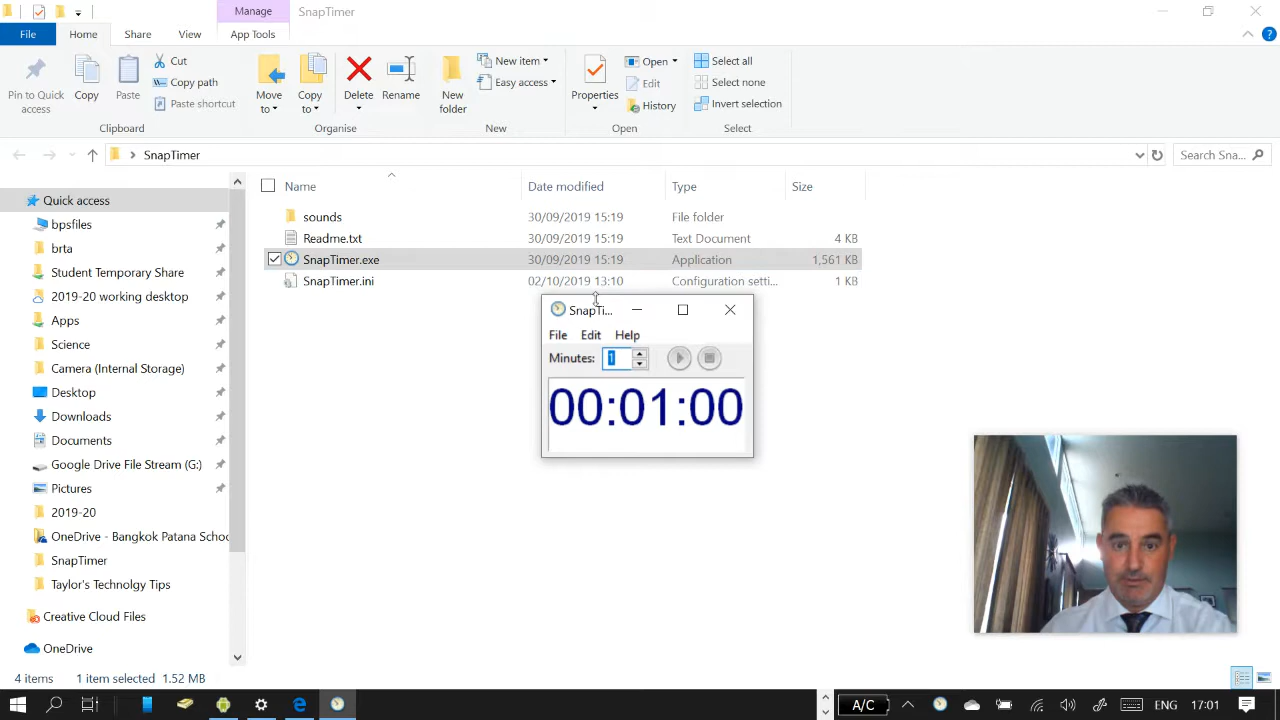 Manage
SnapTimer
File
Home
Share
View
App Tools
Pin to Quick access
Copy
Paste
Cut
Copy path
Paste shortcut
Clipboard
Move to
Copy to
Delete
Rename
Organise
New folder
New item
Easy access
New
Properties
Open
Edit
History
Open
Select all
Select none
Invert selection
Select
SnapTimer
Search Sna...
Name
Date modified
Type
Size
sounds 30/09/2019 15:19 File folder
Readme.txt 30/09/2019 15:19 Text Document 4 KB
SnapTimer.exe 30/09/2019 15:19 Application 1,561 KB
SnapTimer.ini 02/10/2019 13:10 Configuration setti... 1 KB
Quick access
bpsfiles
brta
Student Temporary Share
2019-20 working desktop
Apps
Science
Camera (Internal Storage)
Desktop
Downloads
Documents
Google Drive File Stream (G:)
Pictures
2019-20
OneDrive - Bangkok Patana Schoo
SnapTimer
Taylor's Technolgy Tips
Creative Cloud Files
OneDrive
SnapTi...
File Edit Help
Minutes: 1
00:01:00
4 items 1 item selected 1.52 MB
A/C
ENG
17:01